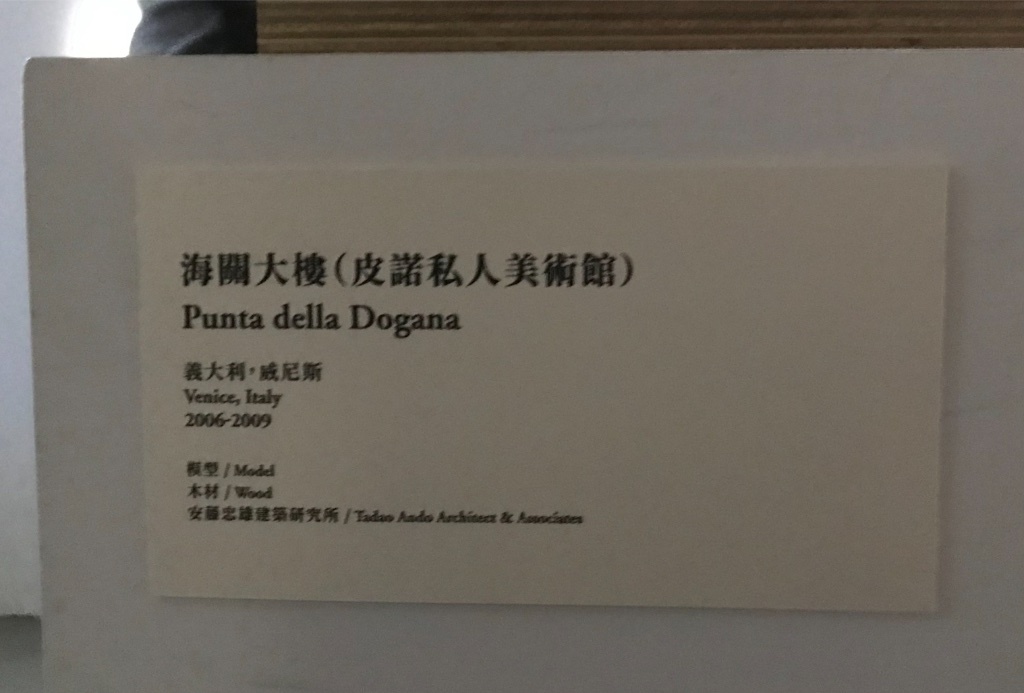 海關大樓(皮諾私人美術館)
Punta della Dogana
義大利，威尼斯
Venice, Italy
2006-2009
模型 / Model
木材 / Wood
安藤忠雄建築研究所 / Tadao Ando Architect & Associates